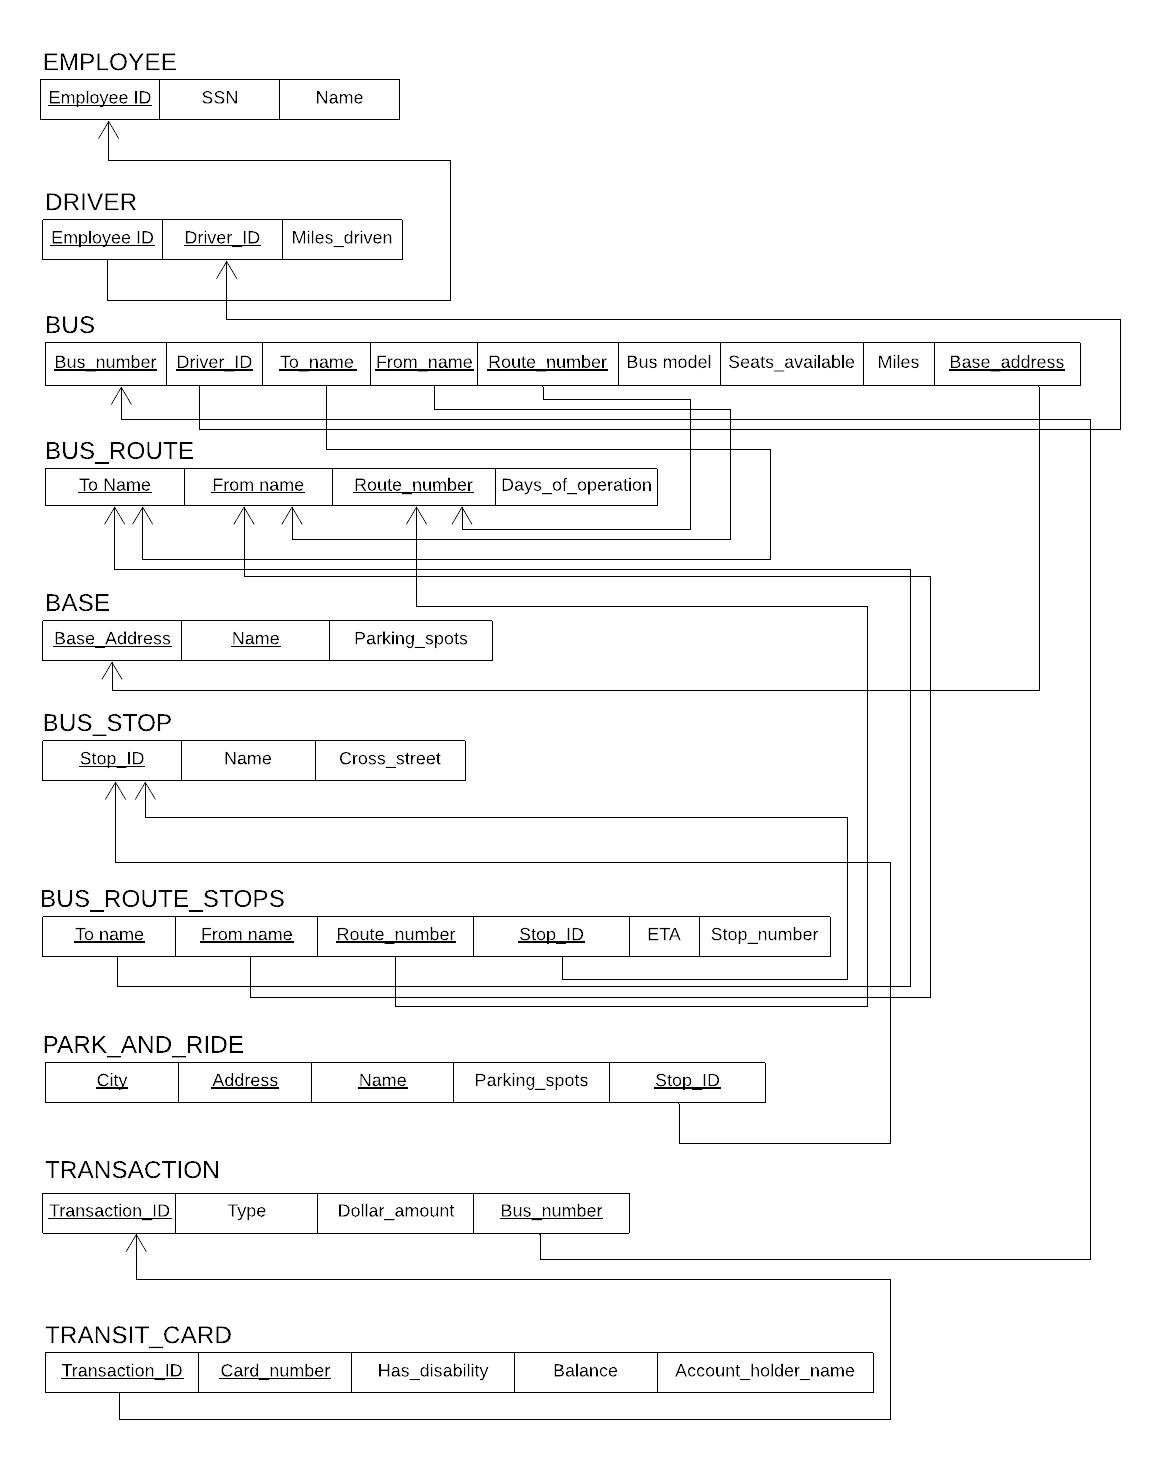 EMPLOYEE
Employee ID SSN Name
DRIVER
Employee ID Driver_ID Miles_driven
BUS
Bus_number Driver_ID To_name From_name Route_number Bus model Seats_available Miles Base_address
BUS_ROUTE
To Name From name Route_number Days_of_operation
BASE
Base_Address Name Parking_spots
BUS_STOP
Stop_ID Name Cross_street
BUS_ROUTE_STOPS
To name From name Route_number Stop_ID ETA Stop_number
PARK_AND_RIDE
City Address Name Parking_spots Stop_ID
TRANSACTION
Transaction_ID Type Dollar_amount Bus_number
TRANSIT_CARD
Transaction_ID Card_number Has_disability Balance Account_holder_name